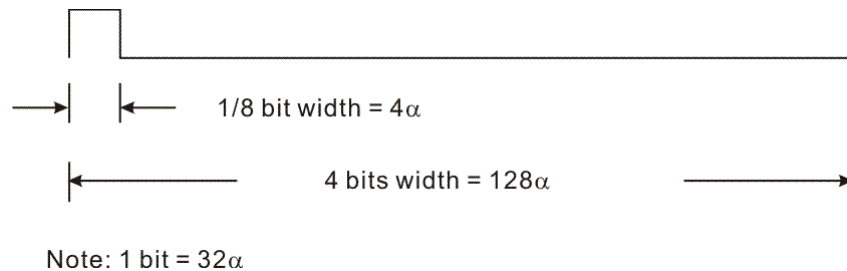 1/8 bit width = 4α
4 bits width = 128α
Note: 1 bit = 32α